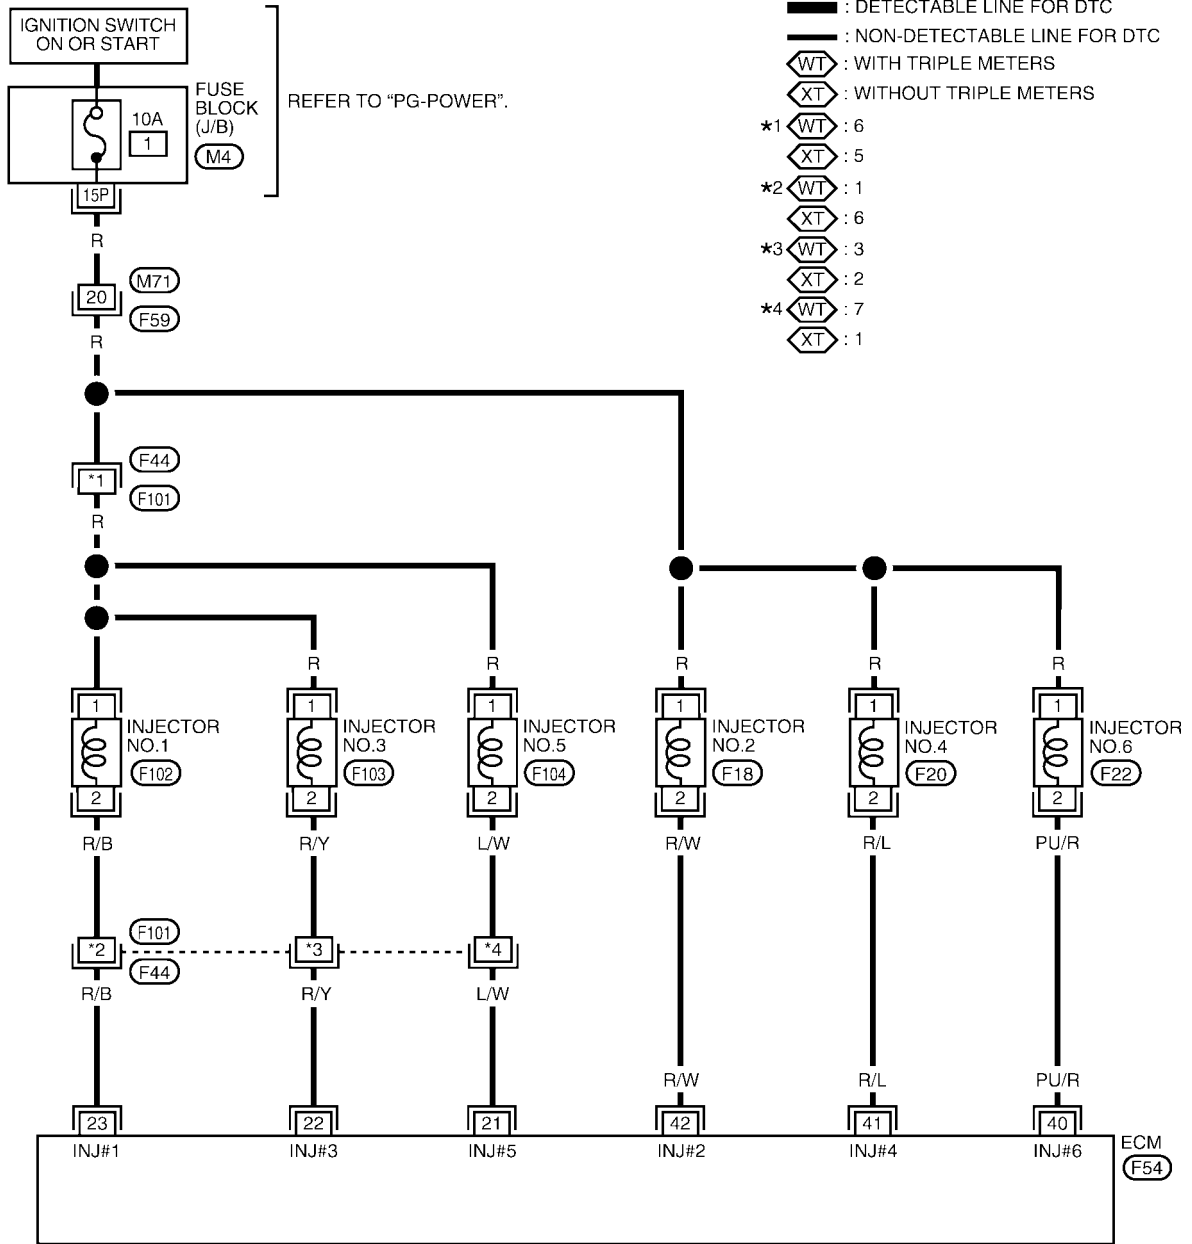 IGNITION SWITCH
ON OR START
FUSE
BLOCK
(J/B)
M4
10A
1
REFER TO “PG-POWER”.
15P
: DETECTABLE LINE FOR DTC
: NON-DETECTABLE LINE FOR DTC
WT : WITH TRIPLE METERS
XT : WITHOUT TRIPLE METERS
*1 WT : 6
XT : 5
*2 WT : 1
XT : 6
*3 WT : 3
XT : 2
*4 WT : 7
XT : 1
R
20
M71
F59
R
*1
F44
F101
R
R R R R R
1 1 1 1 1 1
INJECTOR
NO.1
F102
INJECTOR
NO.3
F103
INJECTOR
NO.5
F104
INJECTOR
NO.2
F18
INJECTOR
NO.4
F20
INJECTOR
NO.6
F22
2 2 2 2 2 2
R/B R/Y L/W R/W R/L PU/R
F101
*2 *3 *4
F44
R/B R/Y L/W
R/W R/L PU/R
23 22 21 42 41 40
INJ#1 INJ#3 INJ#5 INJ#2 INJ#4 INJ#6
ECM
F54